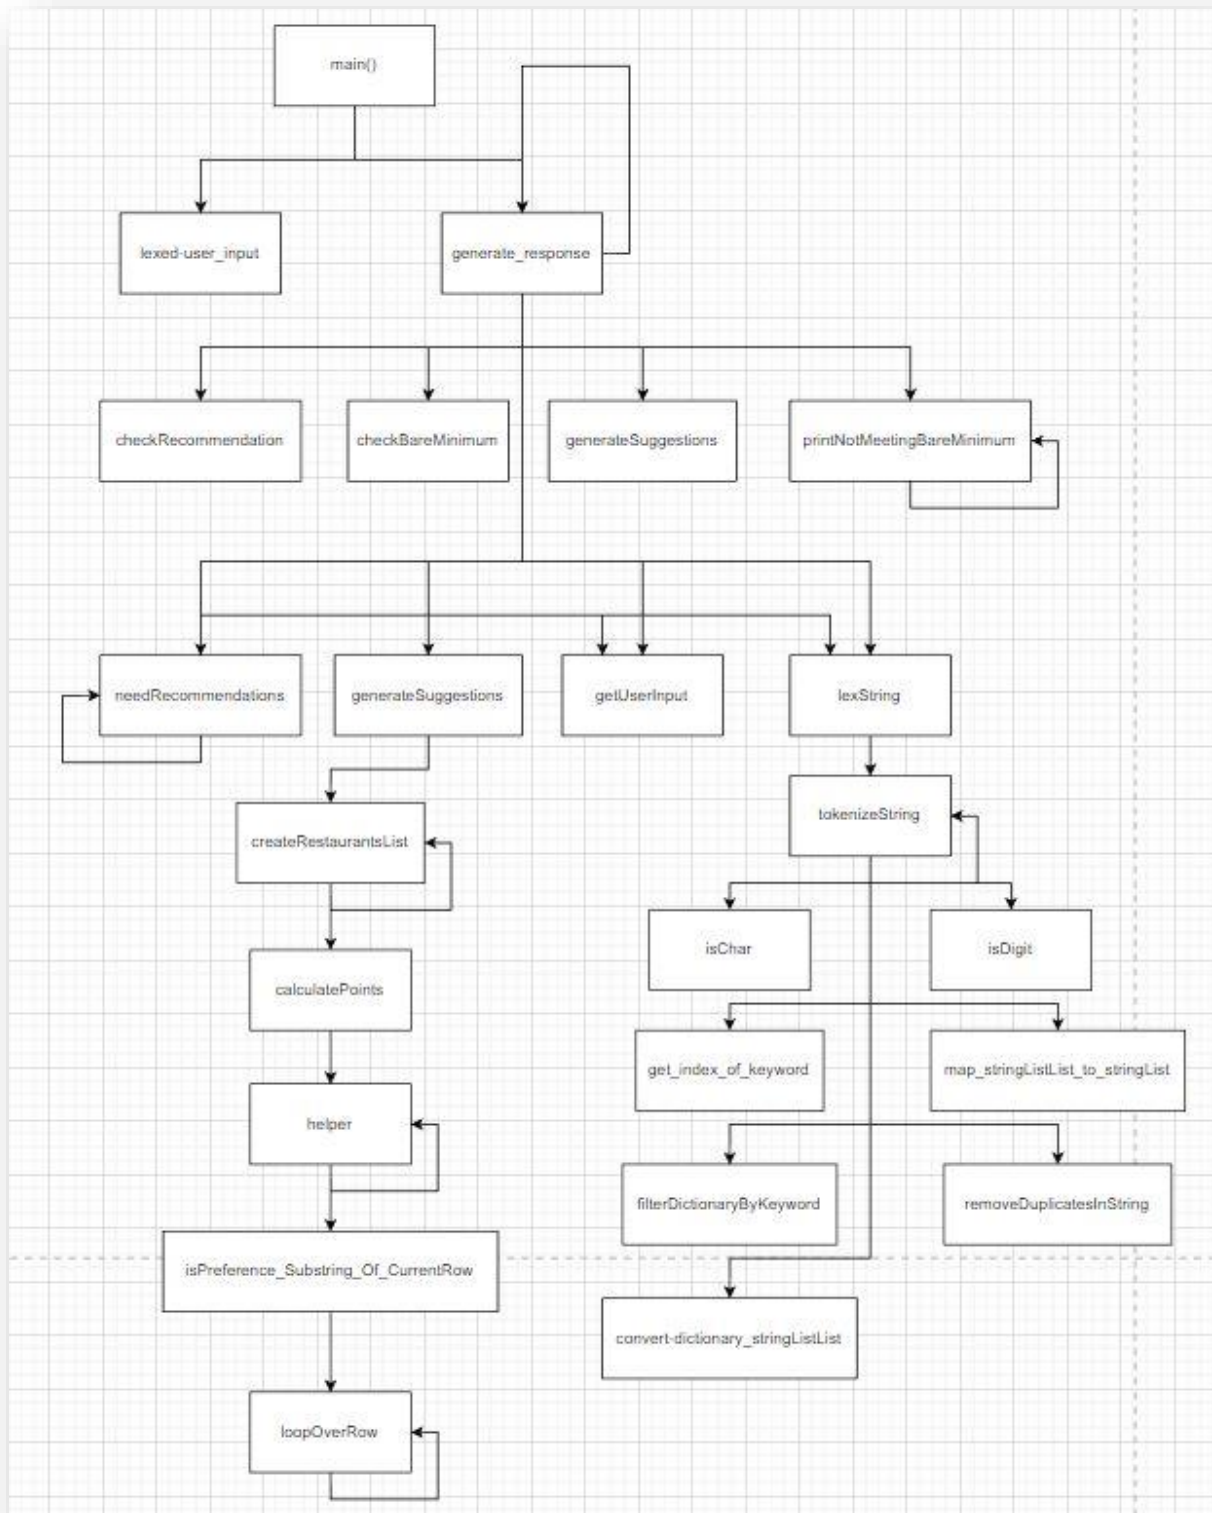 main()
lexed-user_input
generate_response
checkRecommendation
checkBareMinimum
generateSuggestions
printNotMeetingBareMinimum
needRecommendations
generateSuggestions
getUserInput
lexString
tokenizeString
createRestaurantsList
isChar
isDigit
calculatePoints
get_index_of_keyword
map_stringListList_to_stringList
helper
filterDictionaryByKeyword
removeDuplicatesInString
isPreference_Substring_Of_CurrentRow
convert-dictionary_stringListList
loopOverRow